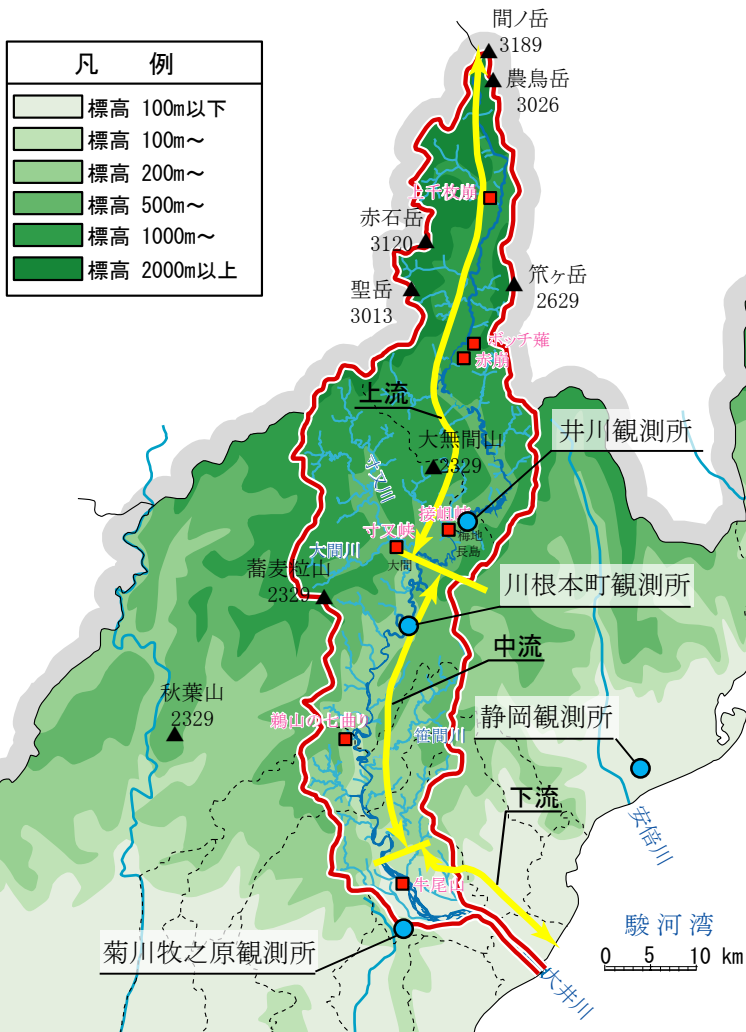 間ノ岳
3189
凡 例
標高 100m以下
標高 100m～
標高 200m～
標高 500m～
標高 1000m～
標高 2000m以上
農鳥岳
3026
上千枚崩
赤石岳
3120
聖岳
3013
笊ヶ岳
2629
ボッチ薙
赤崩
上流
大無間山
2329
井川観測所
寸又川
接岨峡
寸又峡
梅地
長島
大間川
大間
蕎麦粒山
2329
川根本町観測所
中流
秋葉山
2329
鵜山の七曲り
笹間川
静岡観測所
下流
安倍川
牛尾山
駿河湾
菊川牧之原観測所
0 5 10 km
大井川